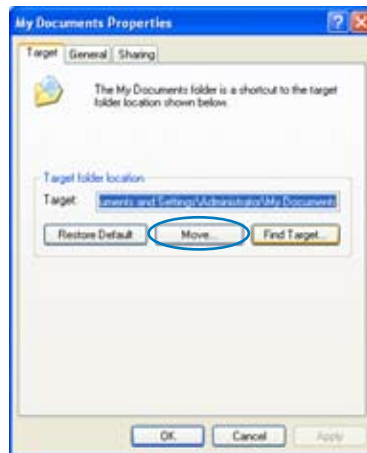 My Documents Properties
Target General Sharing
The My Documents folder is a shortcut to the target
folder location shown below.
Target folder location
Target: uments and Settings\Administrator\My Documents
Restore Default Move... Find Target...
OK Cancel Apply